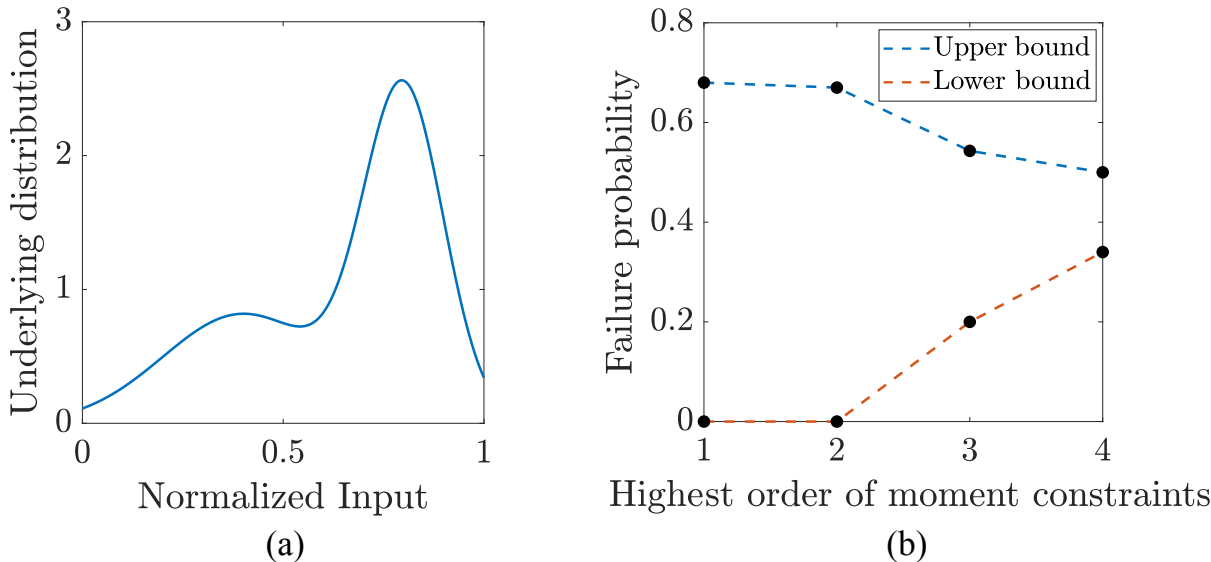 Underlying distribution
3
2
1
0
0
0.5
1
Normalized Input
(a)
Failure probability
0.8
0.6
0.4
0.2
0
1
2
3
4
Upper bound
Lower bound
Highest order of moment constraints
(b)